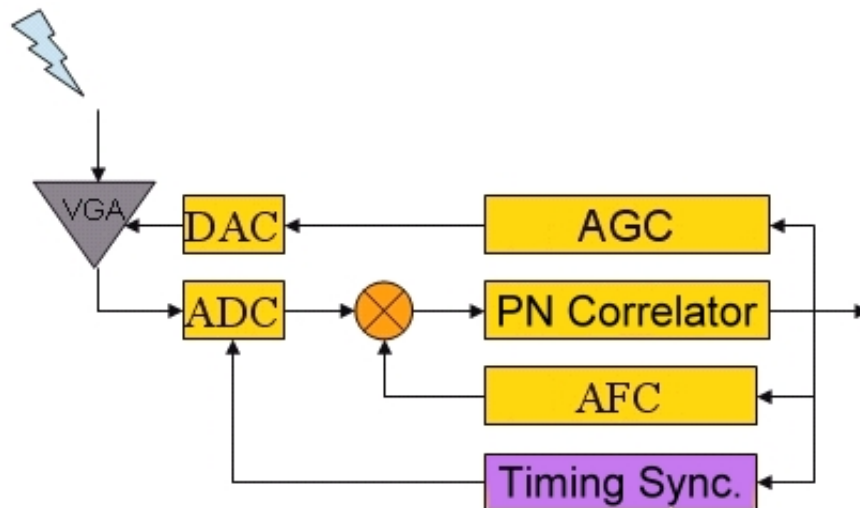 VGA
DAC
AGC
ADC
PN Correlator
AFC
Timing Sync.